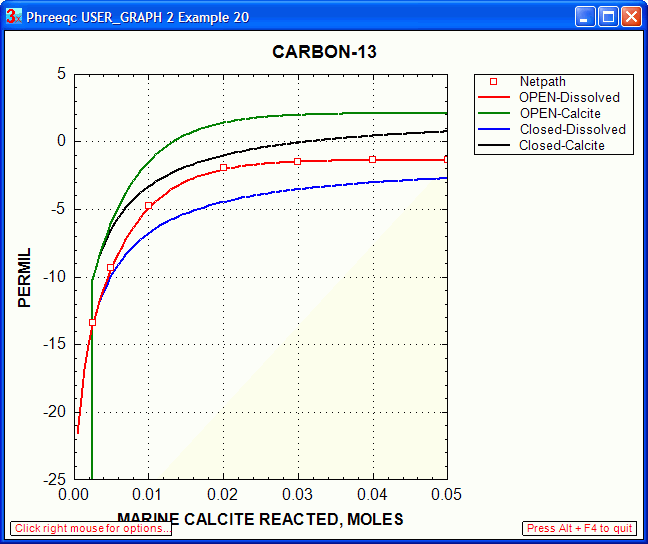 Phreeqc USER_GRAPH 2 Example 20
CARBON-13
Netpath
OPEN-Dissolved
OPEN-Calcite
Closed-Dissolved
Closed-Calcite
5
0
-5
-10
-15
-20
-25
PERMIL
0.00 0.01 0.02 0.03 0.04 0.05
MARINE CALCITE REACTED, MOLES
Click right mouse for options...
Press Alt + F4 to quit